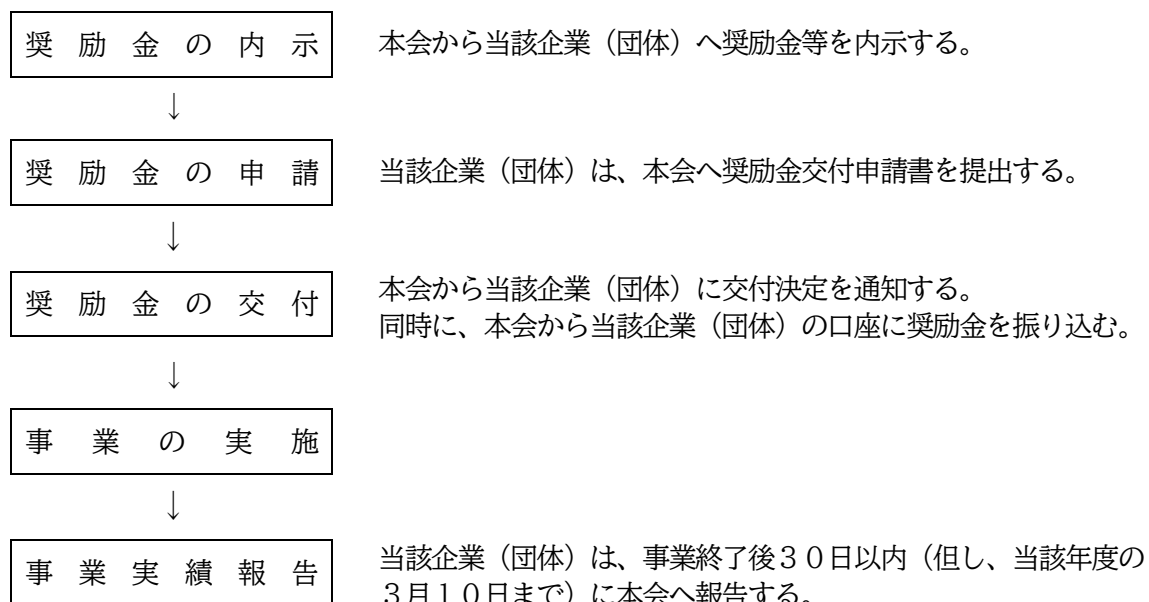 奨励金の内示　本会から当該企業（団体）へ奨励金等を内示する。
↓
奨励金の申請　当該企業（団体）は、本会へ奨励金交付申請書を提出する。
↓
奨励金の交付　本会から当該企業（団体）に交付決定を通知する。
同時に、本会から当該企業（団体）の口座に奨励金を振り込む。
↓
事業の実施
↓
事業実績報告　当該企業（団体）は、事業終了後３０日以内（但し、当該年度の
３月１０日まで）に本会へ報告する。